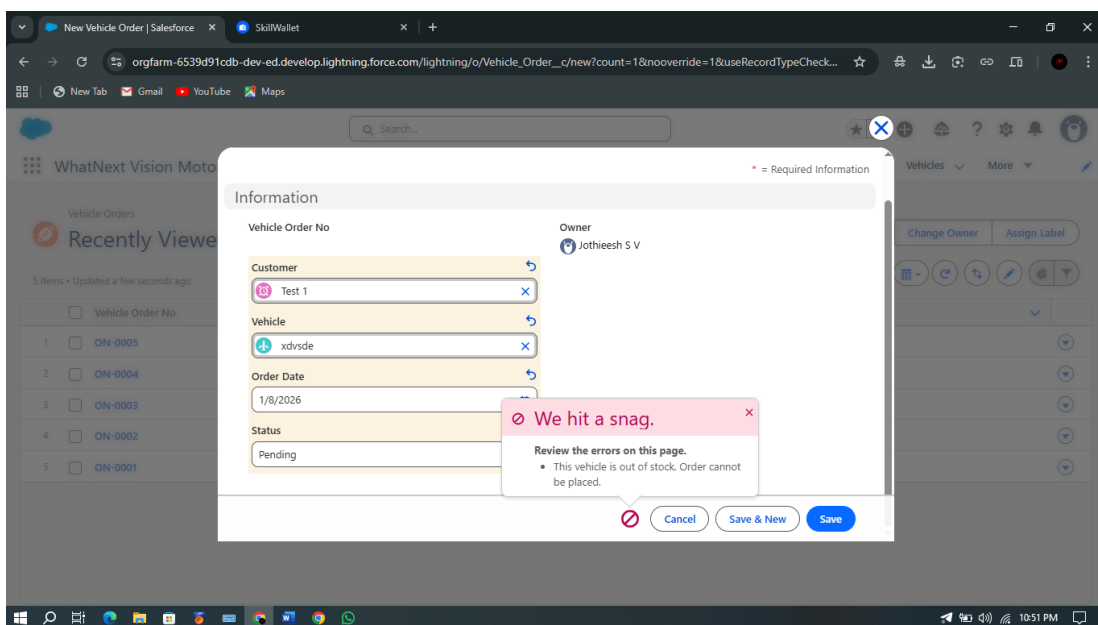 New Vehicle Order | Salesforce
SkillWallet
orgfarm-6539d91cdb-dev-ed.develop.lightning.force.com/lightning/o/Vehicle_Order__c/new?count=1&nooverride=1&useRecordTypeCheck...
New Tab Gmail YouTube Maps
Search...
WhatNext Vision Moto
Vehicles More
* = Required Information
Information
Vehicle Order No
Owner
Jothieesh S V
Vehicle Orders
Recently Viewe
Change Owner Assign Label
5 items • Updated a few seconds ago
Customer
Test 1
Vehicle
xdvsde
Order Date
1/8/2026
Status
Pending
Vehicle Order No
1 ON-0005
2 ON-0004
3 ON-0003
4 ON-0002
5 ON-0001
We hit a snag.
Review the errors on this page.
• This vehicle is out of stock. Order cannot
be placed.
Cancel Save & New Save
10:51 PM